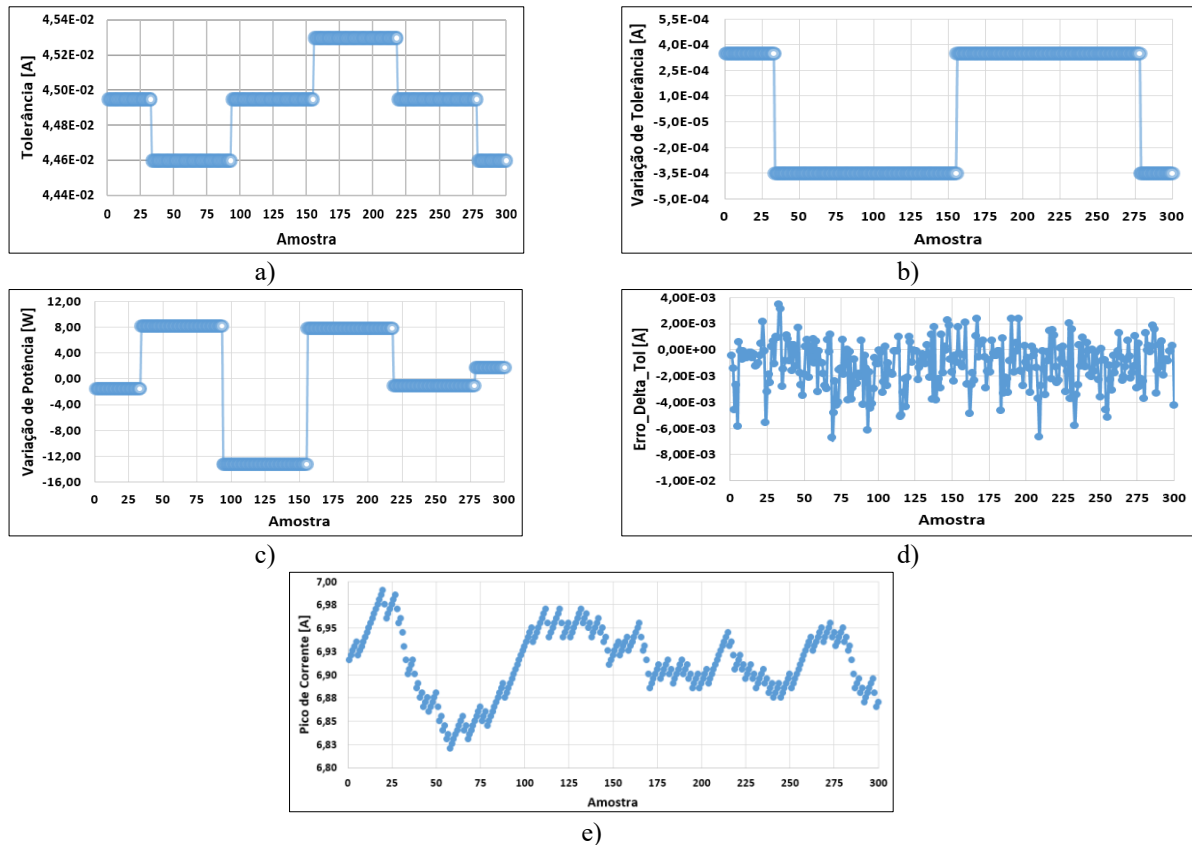 Tolerância [A]
4,54E-02
4,52E-02
4,50E-02
4,48E-02
4,46E-02
4,44E-02
0 25 50 75 100 125 150 175 200 225 250 275 300
Amostra
a)
Variação de Tolerância [A]
5,5E-04
4,0E-04
2,5E-04
1,0E-04
-5,0E-05
-2,0E-04
-3,5E-04
-5,0E-04
0 25 50 75 100 125 150 175 200 225 250 275 300
Amostra
b)
Variação de Potência [W]
12,00
8,00
4,00
0,00
-4,00
-8,00
-12,00
-16,00
0 25 50 75 100 125 150 175 200 225 250 275 300
Amostra
c)
Erro_Delta_Tol [A]
4,00E-03
2,00E-03
0,00E+00
-2,00E-03
-4,00E-03
-6,00E-03
-8,00E-03
-1,00E-02
0 25 50 75 100 125 150 175 200 225 250 275 300
Amostra
d)
Pico de Corrente [A]
7,00
6,98
6,95
6,93
6,90
6,88
6,85
6,83
6,80
0 25 50 75 100 125 150 175 200 225 250 275 300
Amostra
e)